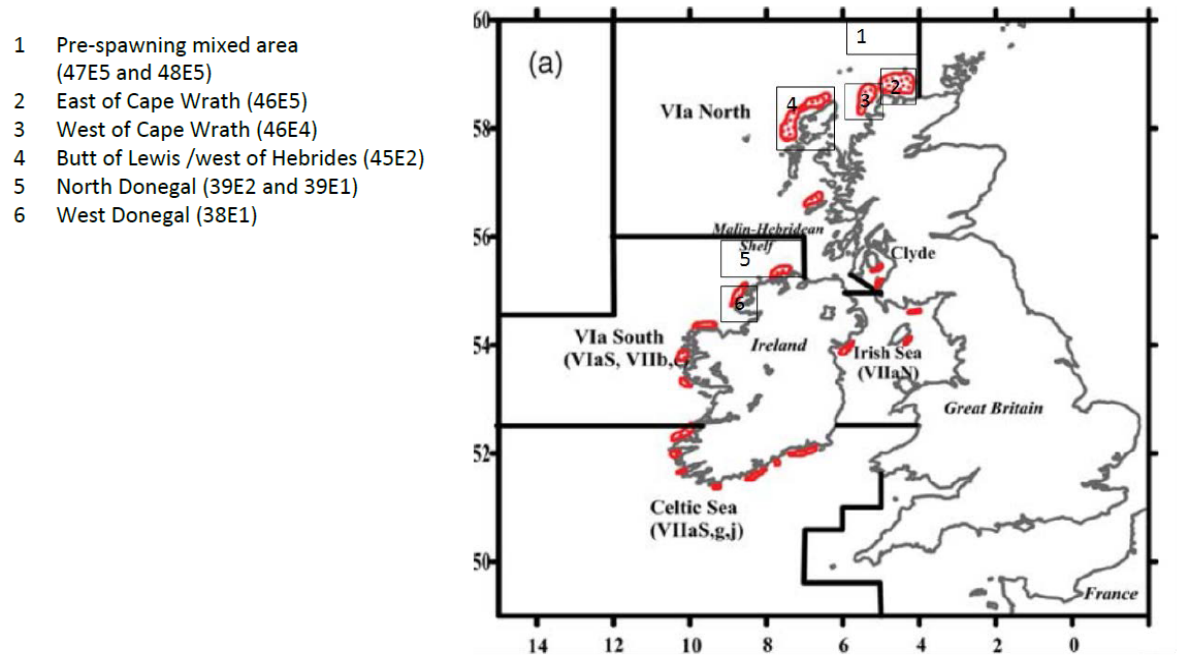 1 Pre-spawning mixed area
(47E5 and 48E5)
2 East of Cape Wrath (46E5)
3 West of Cape Wrath (46E4)
4 Butt of Lewis /west of Hebrides (45E2)
5 North Donegal (39E2 and 39E1)
6 West Donegal (38E1)
60
(a)
1
2
3
4
VIa North
58
56
Malin-Hebridean
Shelf
5
Clyde
6
54
VIa South
(VIaS, VIIb,c)
Ireland
Irish Sea
(VIIaN)
Great Britain
52
Celtic Sea
(VIIaS,g,j)
50
France
14 12 10 8 6 4 2 0